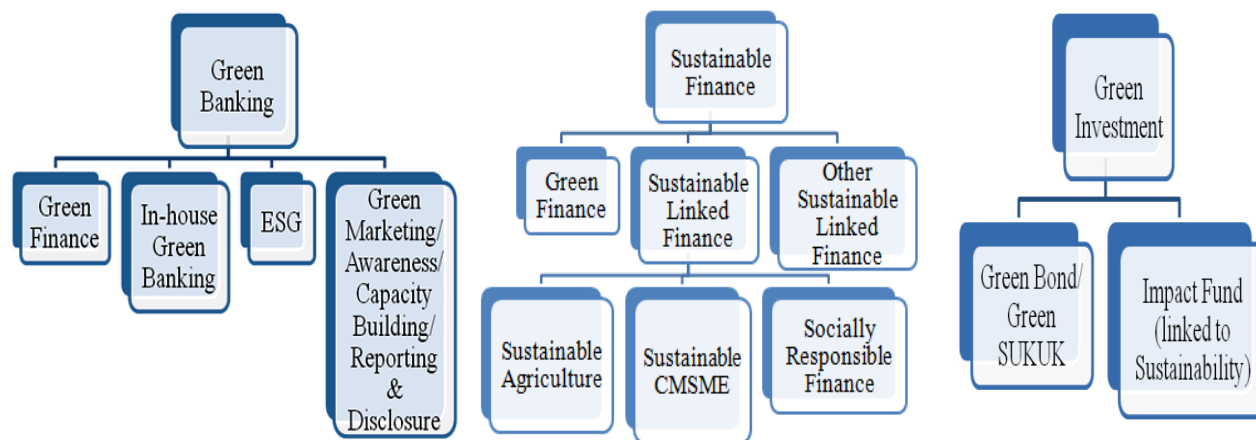 Green
Banking
Green
Finance
In-house
Green
Banking
ESG
Green
Marketing/
Awareness/
Capacity
Building/
Reporting
&
Disclosure
Sustainable
Finance
Green
Finance
Sustainable
Linked
Finance
Other
Sustainable
Linked
Finance
Sustainable
Agriculture
Sustainable
CMSME
Socially
Responsible
Finance
Green
Investment
Green Bond/
Green
SUKUK
Impact Fund
(linked to
Sustainability)